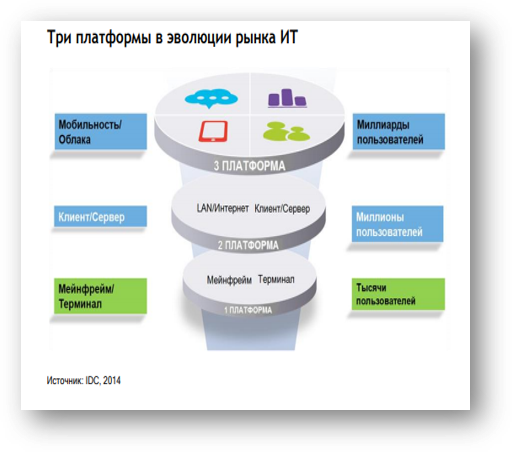 Три платформы в эволюции рынка ИТ
Мобильность/
Облака
Миллиарды
пользователей
3 ПЛАТФОРМА
Клиент/Сервер
LAN/Интернет Клиент/Сервер
Миллионы
пользователей
2 ПЛАТФОРМА
Мейнфрейм/
Терминал
Мейнфрейм Терминал
Тысячи
пользователей
1 ПЛАТФОРМА
Источник: IDC, 2014